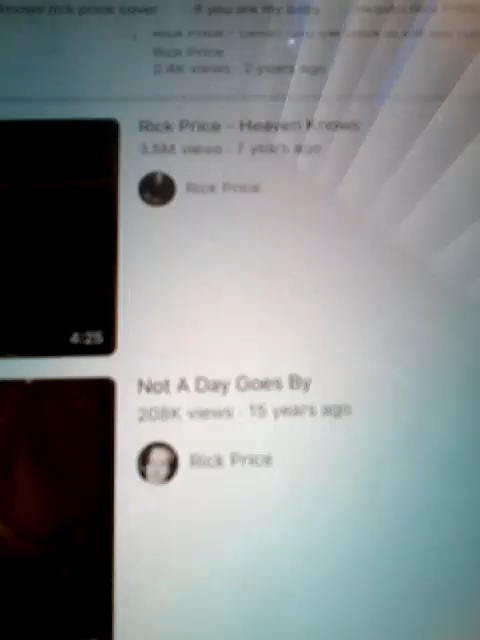 knows rick price cover If you are my baby
Rick Price
2.4K views · 2 years ago
Rick Price - Heaven Knows
3.5M views · 7 years ago
Rick Price
4:25
Not A Day Goes By
208K views · 15 years ago
Rick Price